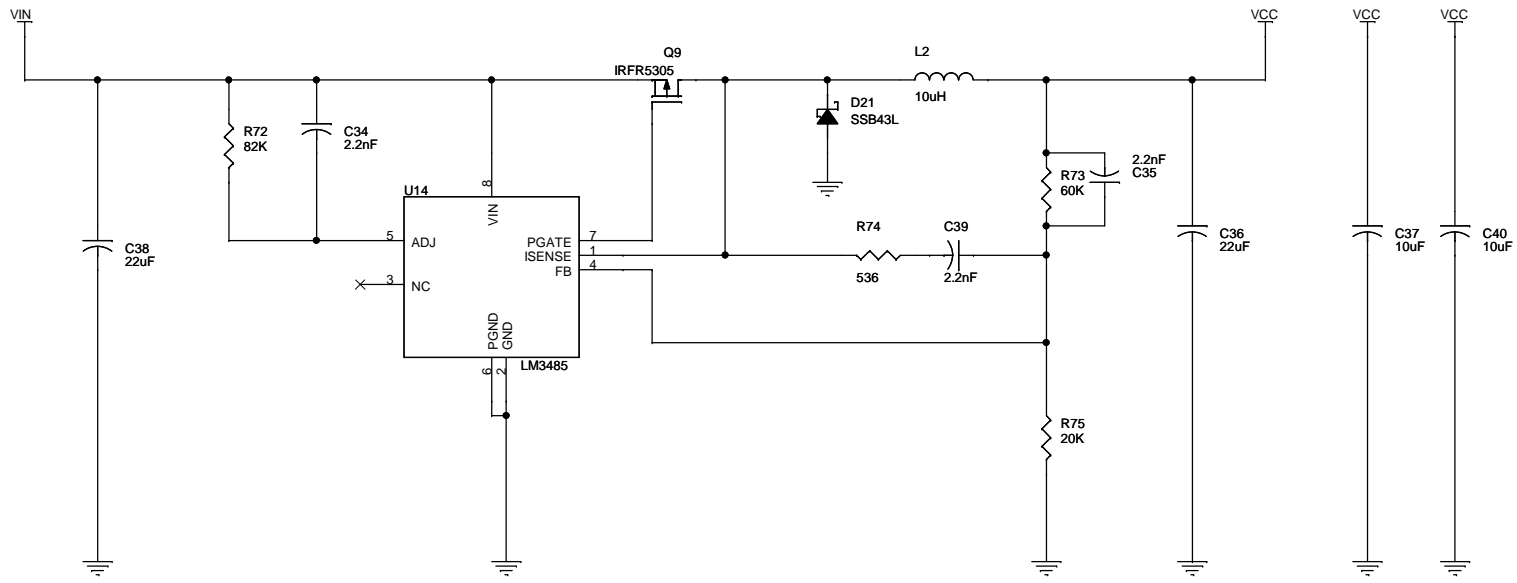 VIN
VCC
VCC
VCC
Q9
IRFR5305
L2
10uH
D21
SSB43L
R72
82K
C34
2.2nF
2.2nF
C35
R73
60K
U14
8
VIN
5
ADJ
PGATE
7
ISENSE
1
FB
4
3
NC
R74
536
C39
2.2nF
C38
22uF
C36
22uF
C37
10uF
C40
10uF
PGND
GND
6
2
LM3485
R75
20K